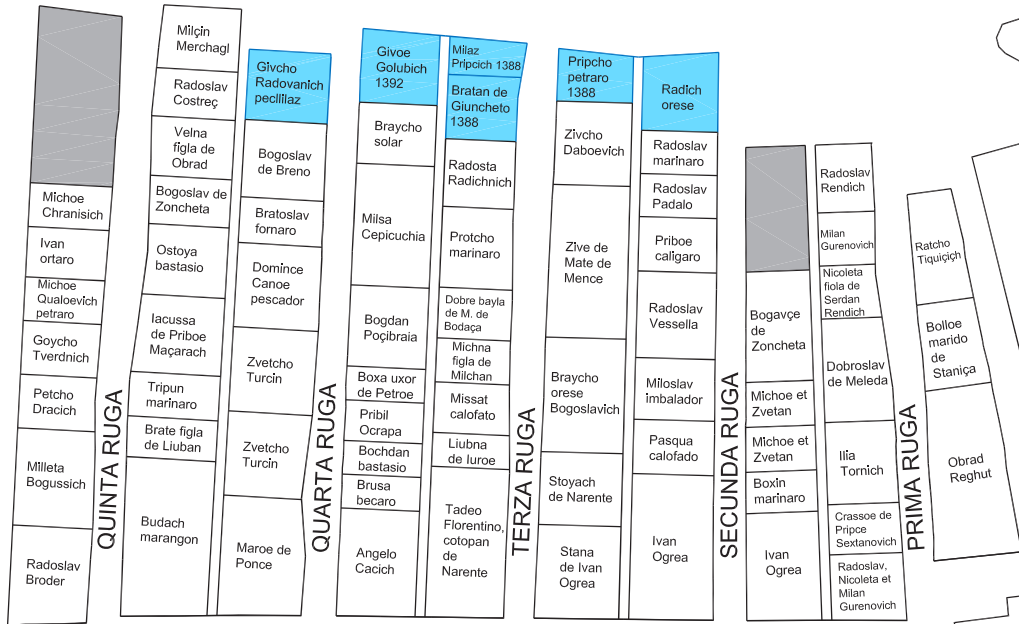 Michoe
Chranisich
Ivan
ortaro
Michoe
Qualoevich
petraro
Goycho
Tverdnich
Petcho
Dracich
Milleta
Bogussich
Radoslav
Broder
QUINTA RUGA
Milçin
Merchagl
Radoslav
Costreç
Velna
figla de
Obrad
Bogoslav de
Zoncheta
Ostoya
bastasio
Iacussa
de Priboe
Maçarach
Tripun
marinaro
Brate figla
de Liuban
Budach
marangon
Givcho
Radovanich
pecllilaz
Bogoslav
de Breno
Bratoslav
fornaro
Domince
Canoe
pescador
Zvetcho
Turcin
Zvetcho
Turcin
Maroe de
Ponce
QUARTA RUGA
Givoe
Golubich
1392
Braycho
solar
Milsa
Cepicuchia
Bogdan
Poçibraia
Boxa uxor
de Petroe
Pribil
Ocrapa
Bochdan
bastasio
Brusa
becaro
Angelo
Cacich
Milaz
Pripcich 1388
Bratan de
Giuncheto
1388
Radosta
Radichnich
Protcho
marinaro
Dobre bayla
de M. de
Bodaça
Michna
figla de
Milchan
Missat
calofato
Liubna
de Iuroe
Tadeo
Florentino,
cotopan
de
Narente
TERZA RUGA
Pripcho
petraro
1388
Zivcho
Daboevich
Zive de
Mate de
Mence
Braycho
orese
Bogoslavich
Stoyach
de Narente
Stana
de Ivan
Ogrea
Radich
orese
Radoslav
marinaro
Radoslav
Padalo
Priboe
caligaro
Radoslav
Vessella
Miloslav
imbalador
Pasqua
calofado
Ivan
Ogrea
SECUNDA RUGA
Bogavçe
de
Zoncheta
Michoe et
Zvetan
Michoe et
Zvetan
Boxin
marinaro
Ivan
Ogrea
Radoslav
Rendich
Milan
Gurenovich
Nicoleta
fiola de
Serdan
Rendich
Dobroslav
de Meleda
Ilia
Tornich
Crassoe de
Pripce
Sextanovich
Radoslav,
Nicoleta et
Milan
Gurenovich
PRIMA RUGA
Ratcho
Tiquiçich
Bolloe
marido
de
Staniça
Obrad
Reghut